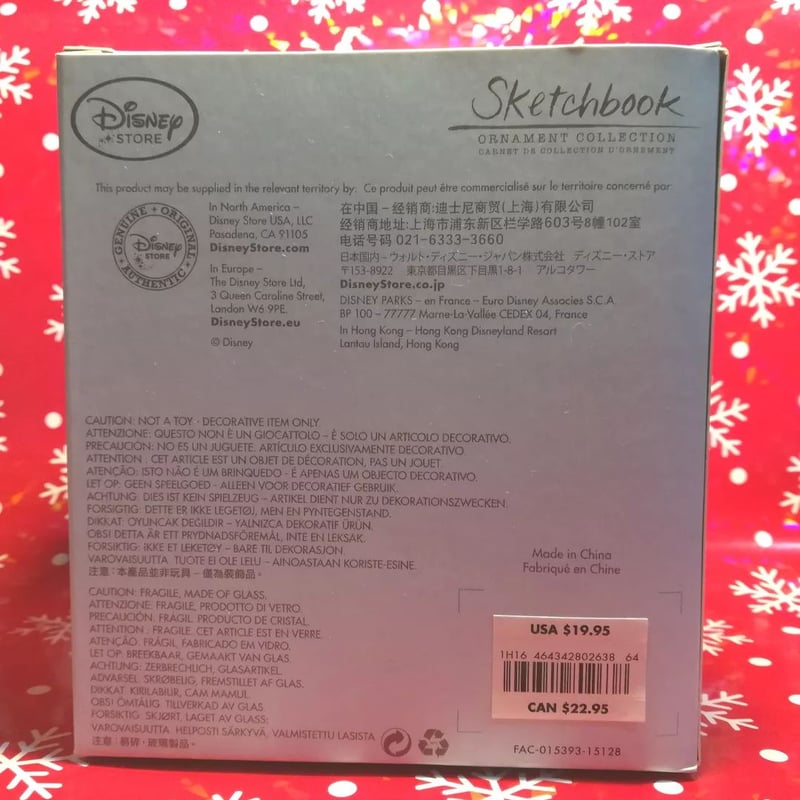 Disney
STORE
Sketchbook
ORNAMENT COLLECTION
CARNET DE COLLECTION D'ORNEMENT
This product may be supplied in the relevant territory by: Ce produit peut être commercialisé sur le territoire concerné par:
GENUINE • ORIGINAL
AUTHENTIC
Disney
STORE
In North America –
Disney Store USA, LLC
Pasadena, CA 91105
DisneyStore.com
In Europe –
The Disney Store Ltd,
3 Queen Caroline Street,
London W6 9PE.
DisneyStore.eu
© Disney
在中国 – 经销商:迪士尼商贸(上海)有限公司
经销商地址:上海市浦东新区栏学路603号8幢102室
电话号码 021-6333-3660
日本国内 – ウォルト・ディズニー・ジャパン株式会社 ディズニー・ストア
〒153-8922 東京都目黒区下目黒1-8-1 アルコタワー
DisneyStore.co.jp
DISNEY PARKS – en France – Euro Disney Associes S.C.A.
BP 100 – 77777 Marne-La-Vallée CEDEX 04, France
In Hong Kong – Hong Kong Disneyland Resort
Lantau Island, Hong Kong
CAUTION: NOT A TOY - DECORATIVE ITEM ONLY
ATTENZIONE: QUESTO NON È UN GIOCATTOLO – È SOLO UN ARTICOLO DECORATIVO.
PRECAUCIÓN: NO ES UN JUGUETE: ARTÍCULO EXCLUSIVAMENTE DECORATIVO.
ATTENTION : CET ARTICLE EST UN OBJET DE DÉCORATION, PAS UN JOUET.
ATENÇÃO: ISTO NÃO É UM BRINQUEDO - É APENAS UM OBJECTO DECORATIVO.
LET OP: GEEN SPEELGOED - ALLEEN VOOR DECORATIEF GEBRUIK.
ACHTUNG: DIES IST KEIN SPIELZEUG – ARTIKEL DIENT NUR ZU DEKORATIONSZWECKEN.
FORSIGTIG: DETTE ER IKKE LEGETØJ, MEN EN PYNTEGENSTAND.
DIKKAT: OYUNCAK DEĞİLDİR – YALNIZCA DEKORATIF ÜRÜN.
OBS! DETTA ÄR ETT PRYDNADSFÖREMÅL, INTE EN LEKSAK.
FORSIKTIG: IKKE ET LEKETØY – BARE TIL DEKORASJON.
VAROVAISUUTTA. TUOTE EI OLE LELU – AINOASTAAN KORISTE-ESINE.
注意:本產品並非玩具 – 僅為裝飾品。
CAUTION: FRAGILE, MADE OF GLASS.
ATTENZIONE: FRAGILE, PRODOTTO DI VETRO.
PRECAUCIÓN: FRÁGIL. PRODUCTO DE CRISTAL.
ATTENTION : FRAGILE. CET ARTICLE EST EN VERRE.
ATENÇÃO: FRÁGIL, FABRICADO EM VIDRO.
LET OP: BREEKBAAR, GEMAAKT VAN GLAS.
ACHTUNG: ZERBRECHLICH, GLASARTIKEL.
ADVARSEL: SKRØBELIG, FREMSTILLET AF GLAS.
DIKKAT: KIRILABİLİR, CAM MAMUL.
OBS! ÖMTÅLIG. TILLVERKAD AV GLAS
FORSIKTIG: SKJØRT, LAGET AV GLASS;
VAROVAISUUTTA. HELPOSTI SÄRKYVÄ, VALMISTETTU LASISTA
注意:易碎,玻璃製品。
Made in China
Fabriqué en Chine
USA $19.95
1H16 464342802638 64
CAN $22.95
FAC-015393-15128